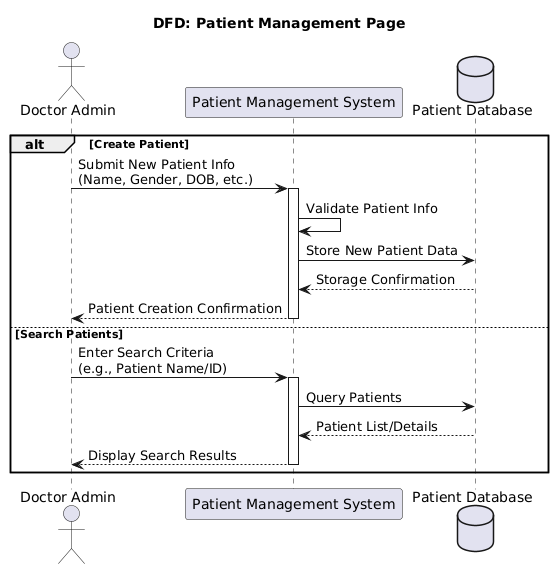 DFD: Patient Management Page
Doctor Admin
Patient Management System
Patient Database
alt
[Create Patient]
Submit New Patient Info
(Name, Gender, DOB, etc.)
Validate Patient Info
Store New Patient Data
Storage Confirmation
Patient Creation Confirmation
[Search Patients]
Enter Search Criteria
(e.g., Patient Name/ID)
Query Patients
Patient List/Details
Display Search Results
Doctor Admin
Patient Management System
Patient Database